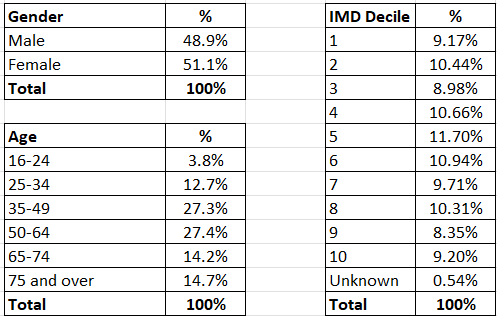 Gender %
Male 48.9%
Female 51.1%
Total 100%
Age %
16-24 3.8%
25-34 12.7%
35-49 27.3%
50-64 27.4%
65-74 14.2%
75 and over 14.7%
Total 100%
IMD Decile %
1 9.17%
2 10.44%
3 8.98%
4 10.66%
5 11.70%
6 10.94%
7 9.71%
8 10.31%
9 8.35%
10 9.20%
Unknown 0.54%
Total 100%